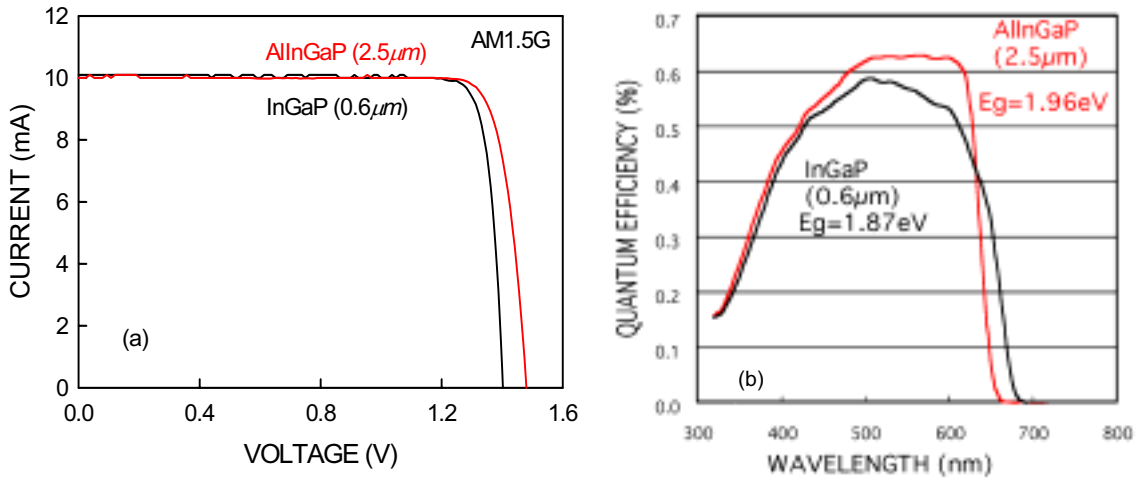 12
10
8
6
4
2
0
CURRENT (mA)
AlInGaP (2.5μm)
AM1.5G
InGaP (0.6μm)
(a)
0.0 0.4 0.8 1.2 1.6
VOLTAGE (V)
0.7
0.6
0.5
0.4
0.3
0.2
0.1
0.0
QUANTUM EFFICIENCY (%)
AlInGaP
(2.5μm)
Eg=1.96eV
InGaP
(0.6μm)
Eg=1.87eV
(b)
300 400 500 600 700 800
WAVELENGTH (nm)